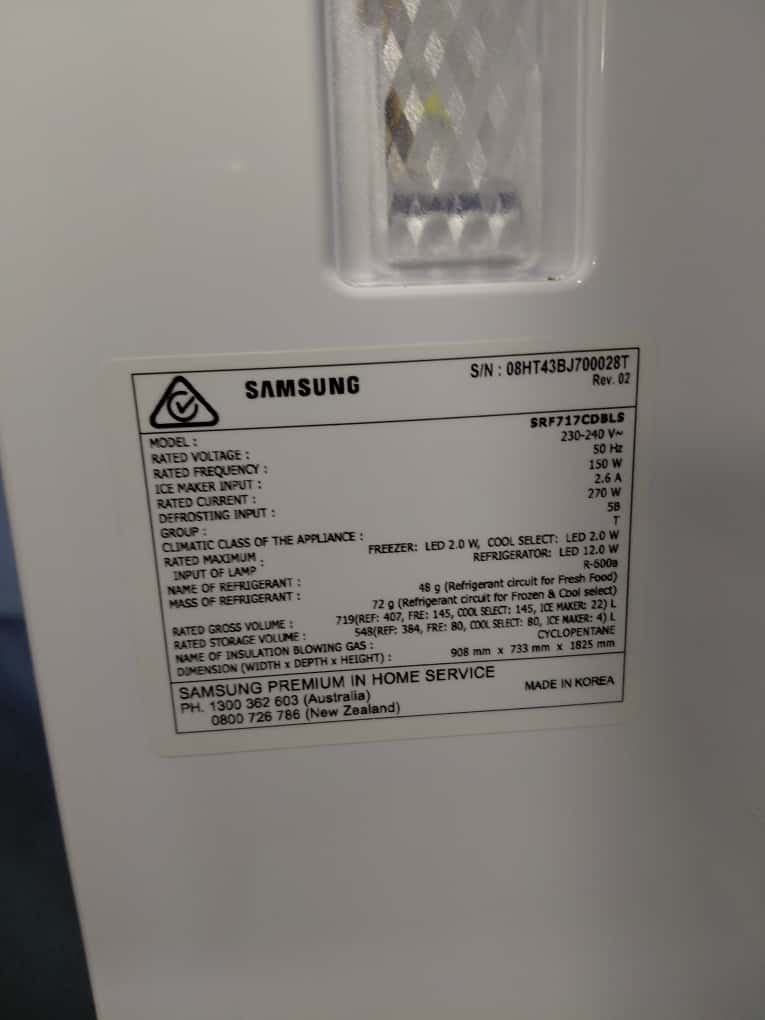 SAMSUNG
S/N : 08HT43BJ700028T
Rev. 02
MODEL : SRF717CDBLS
RATED VOLTAGE : 230-240 V~
RATED FREQUENCY : 50 Hz
ICE MAKER INPUT : 150 W
RATED CURRENT : 2.6 A
DEFROSTING INPUT : 270 W
GROUP : 5B
CLIMATIC CLASS OF THE APPLIANCE : T
RATED MAXIMUM INPUT OF LAMP : FREEZER: LED 2.0 W, COOL SELECT: LED 2.0 W
REFRIGERATOR: LED 12.0 W
NAME OF REFRIGERANT : R-600a
MASS OF REFRIGERANT : 48 g (Refrigerant circuit for Fresh Food)
72 g (Refrigerant circuit for Frozen & Cool select)
RATED GROSS VOLUME : 719(REF: 407, FRE: 145, COOL SELECT: 145, ICE MAKER: 22) L
RATED STORAGE VOLUME : 548(REF: 384, FRE: 80, COOL SELECT: 80, ICE MAKER: 4) L
NAME OF INSULATION BLOWING GAS : CYCLOPENTANE
DIMENSION (WIDTH x DEPTH x HEIGHT) : 908 mm x 733 mm x 1825 mm
SAMSUNG PREMIUM IN HOME SERVICE
PH. 1300 362 603 (Australia)
0800 726 786 (New Zealand)
MADE IN KOREA